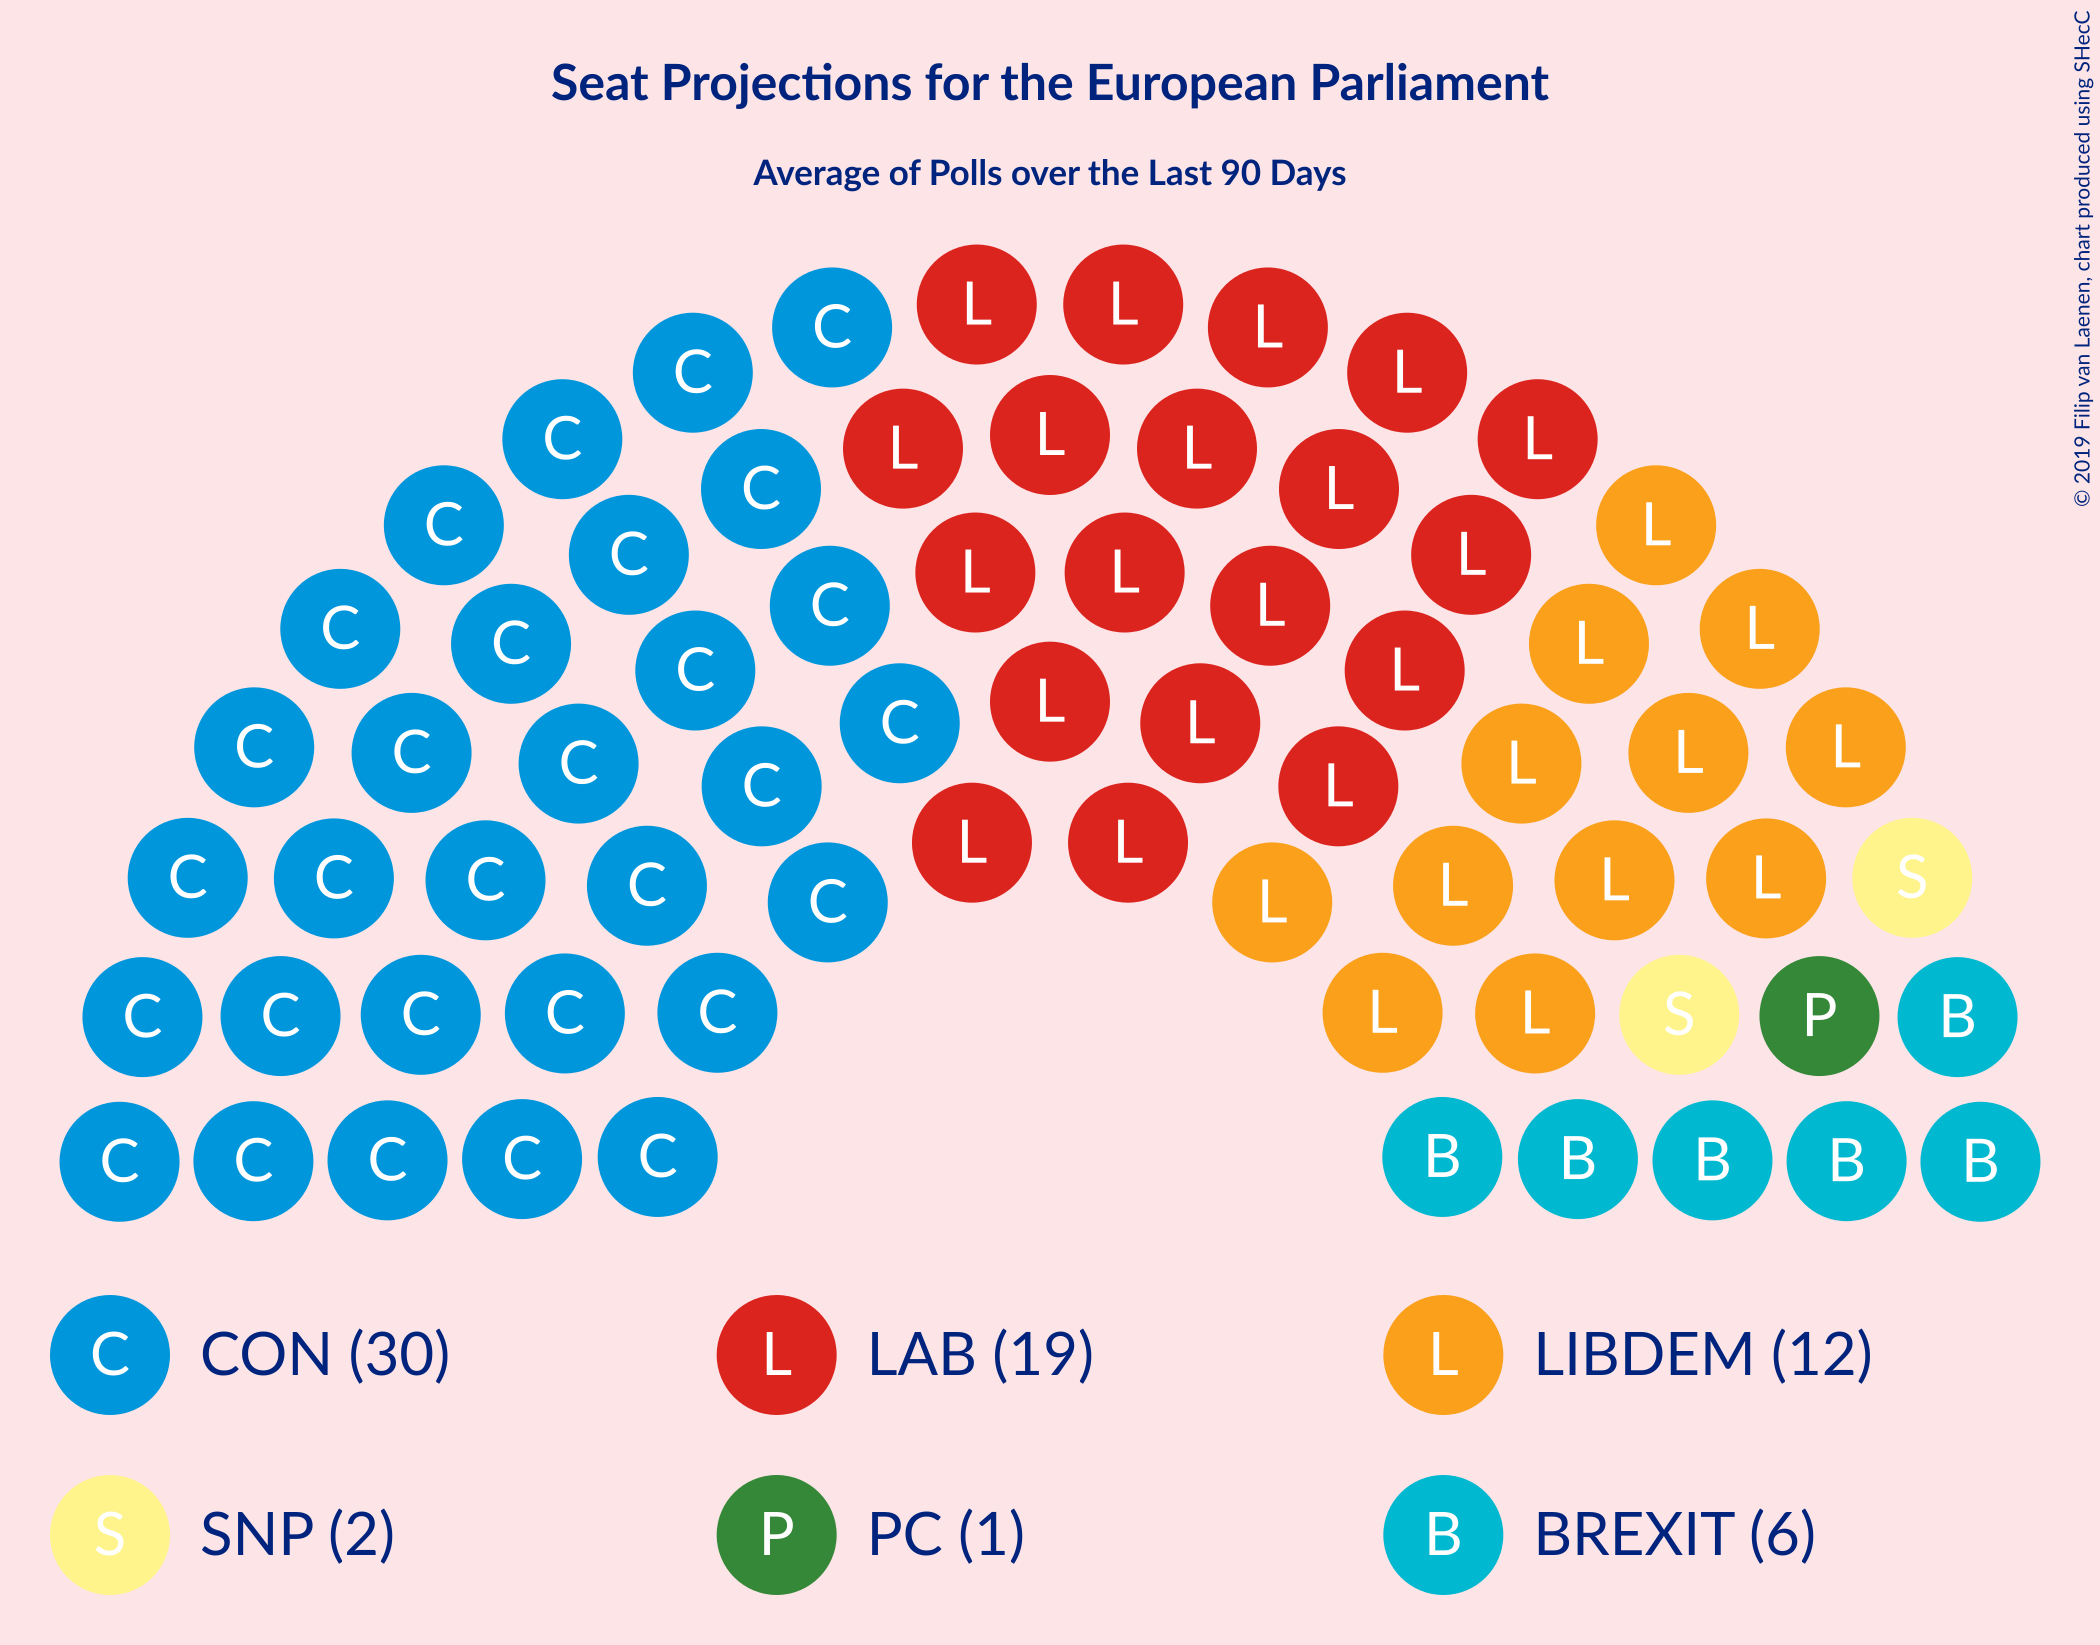 Seat Projections for the European Parliament
Average of Polls over the Last 90 Days
© 2019 Filip van Laenen, chart produced using SHecC
L L
C L
C L
C L
L
C L L
C L
C L
C L
L L
C L
C L
C L
C L
L
C L
C L
C L
C L
C L
L L
C C C C L L L S
C L
C C C C C L L S P B
C C C C C B B B B B
C CON (30) L LAB (19) L LIBDEM (12)
S SNP (2) P PC (1) B BREXIT (6)